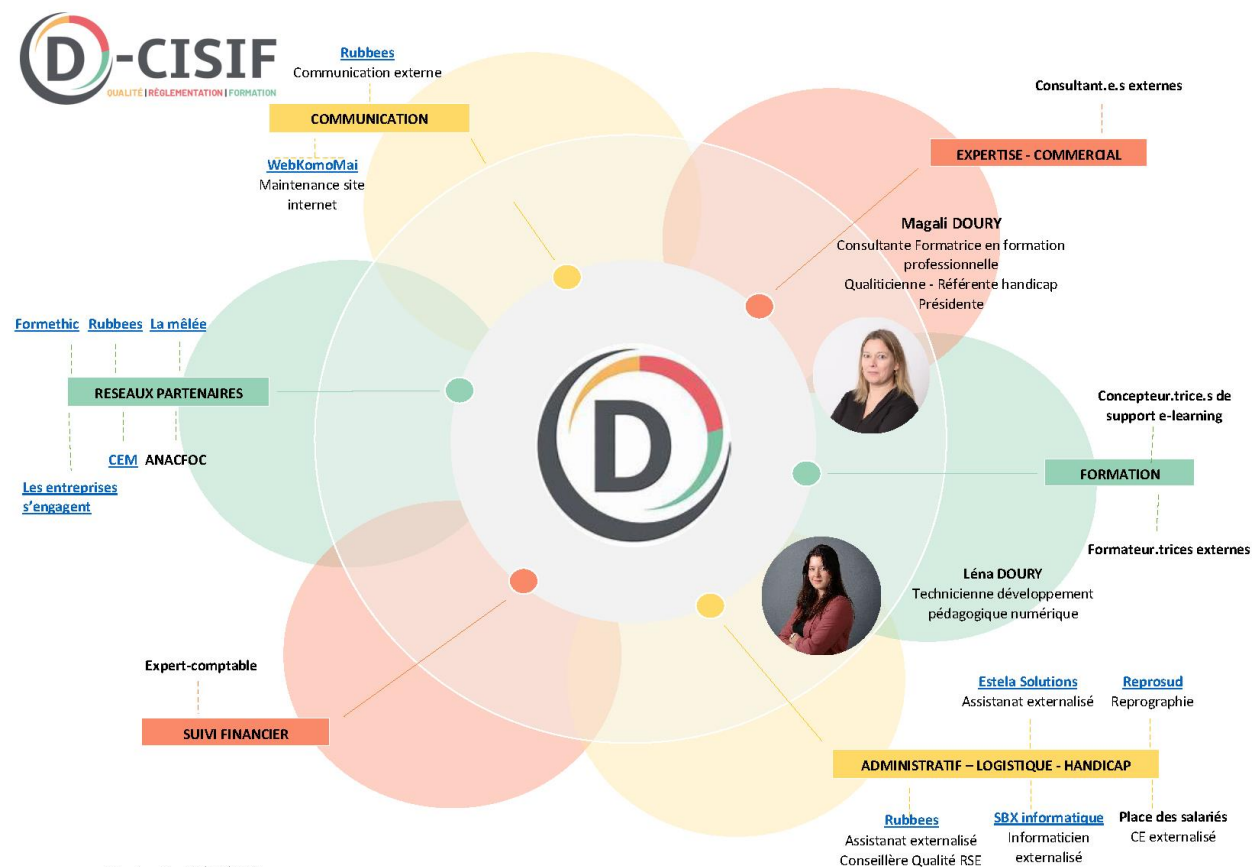 D-CISIF
QUALITÉ | RÈGLEMENTATION | FORMATION
Rubbees
Communication externe
COMMUNICATION
WebKomoMai
Maintenance site
internet
Consultant.e.s externes
EXPERTISE - COMMERCIAL
Magali DOURY
Consultante Formatrice en formation
professionnelle
Qualiticienne - Référente handicap
Présidente
Formethic Rubbees La mêlée
RESEAUX PARTENAIRES
CEM ANACFOC
Les entreprises
s'engagent
D
Concepteur.trice.s de
support e-learning
FORMATION
Formateur.trices externes
Léna DOURY
Technicienne développement
pédagogique numérique
Expert-comptable
SUIVI FINANCIER
Estela Solutions
Assistanat externalisé
Reprosud
Reprographie
ADMINISTRATIF – LOGISTIQUE - HANDICAP
Rubbees
Assistanat externalisé
Conseillère Qualité RSE
SBX informatique
Informaticien
externalisé
Place des salariés
CE externalisé